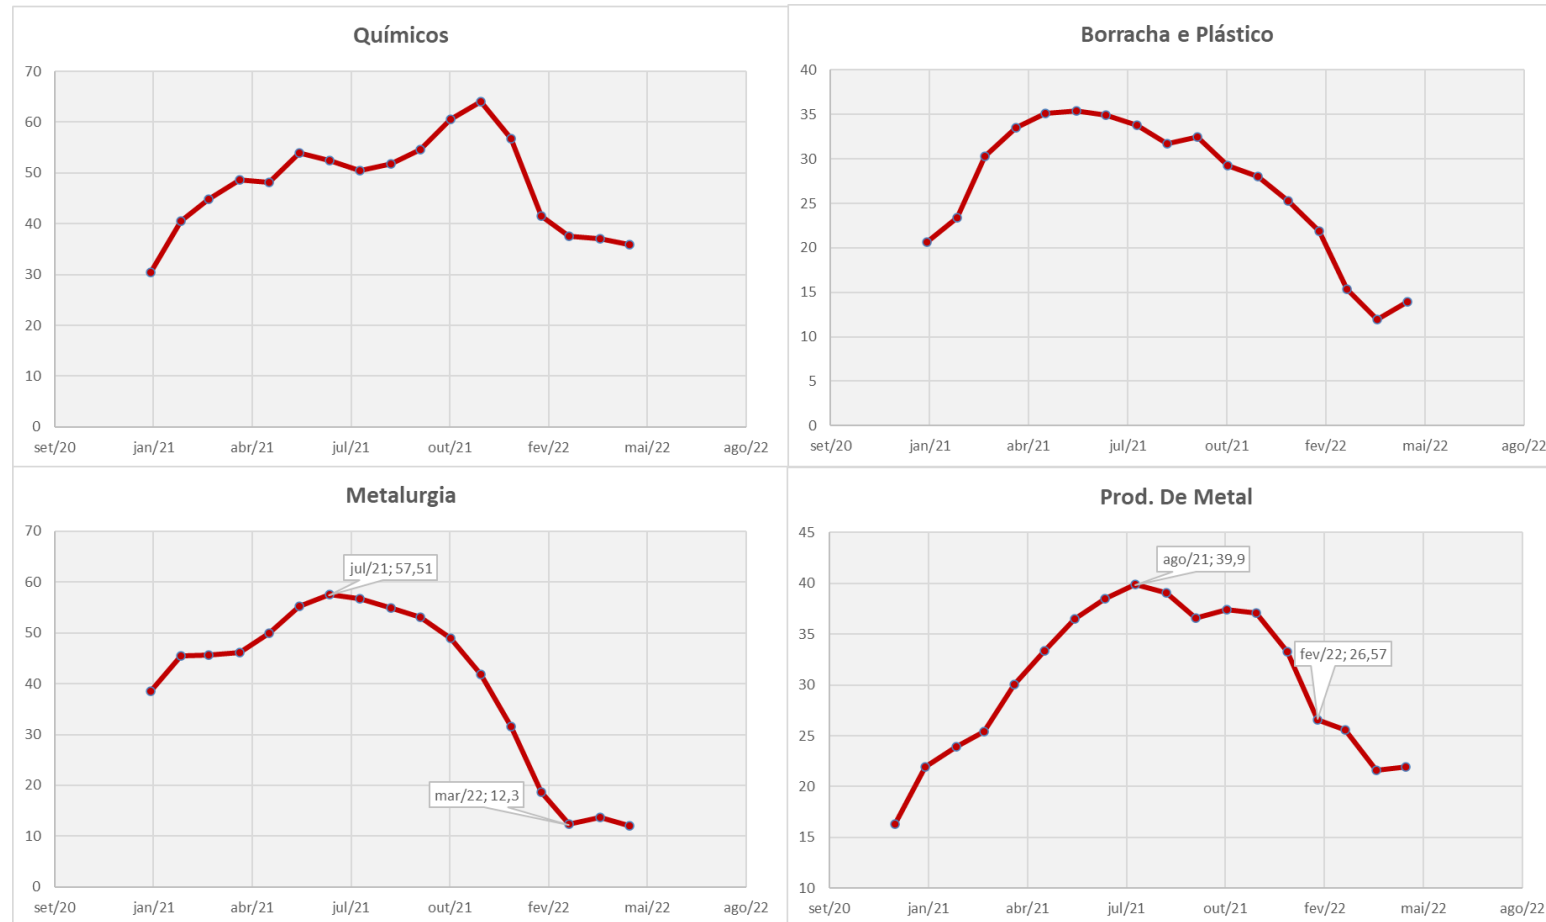 Químicos
70
60
50
40
30
20
10
0
set/20 jan/21 abr/21 jul/21 out/21 fev/22 mai/22 ago/22
Borracha e Plástico
40
35
30
25
20
15
10
5
0
set/20 jan/21 abr/21 jul/21 out/21 fev/22 mai/22 ago/22
Metalurgia
70
60
50
40
30
20
10
0
jul/21; 57,51
mar/22; 12,3
set/20 jan/21 abr/21 jul/21 out/21 fev/22 mai/22 ago/22
Prod. De Metal
45
40
35
30
25
20
15
10
ago/21; 39,9
fev/22; 26,57
set/20 jan/21 abr/21 jul/21 out/21 fev/22 mai/22 ago/22